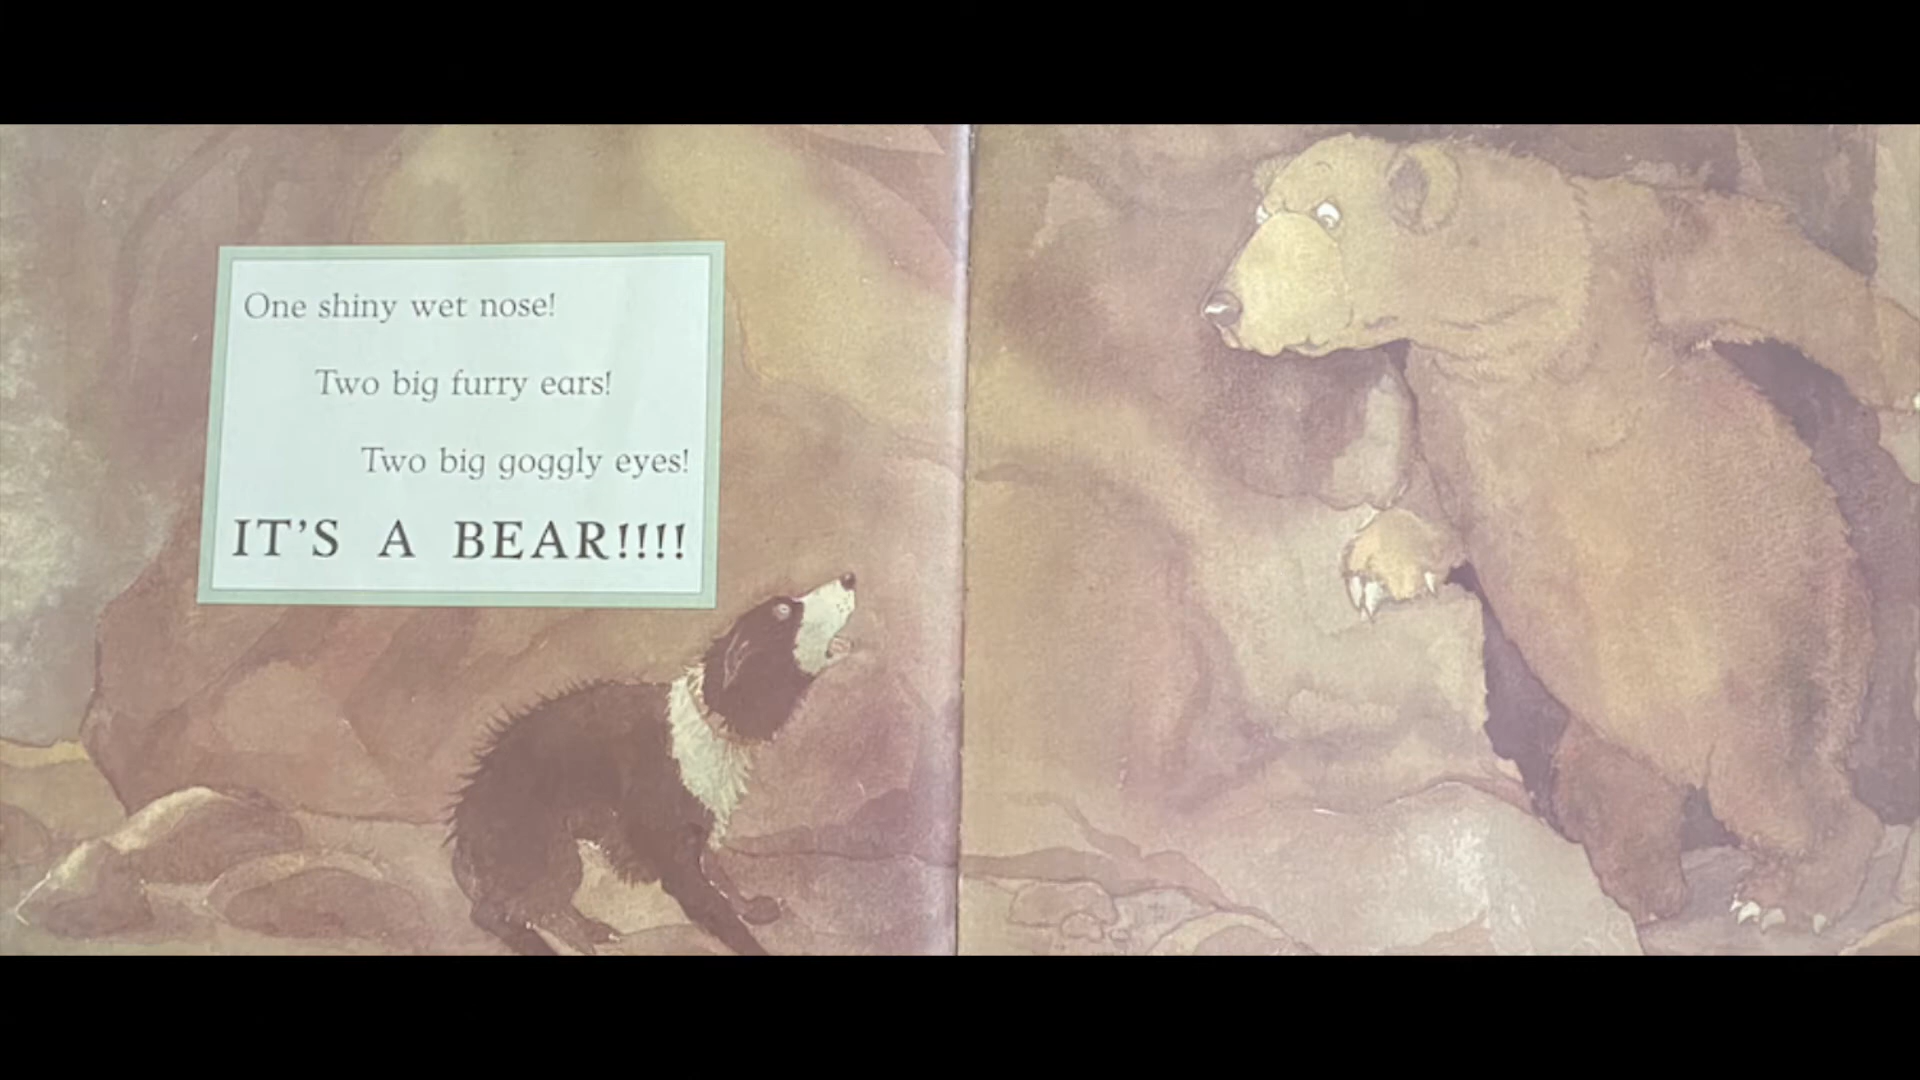 One shiny wet nose!
Two big furry ears!
Two big goggly eyes!
IT'S A BEAR!!!!